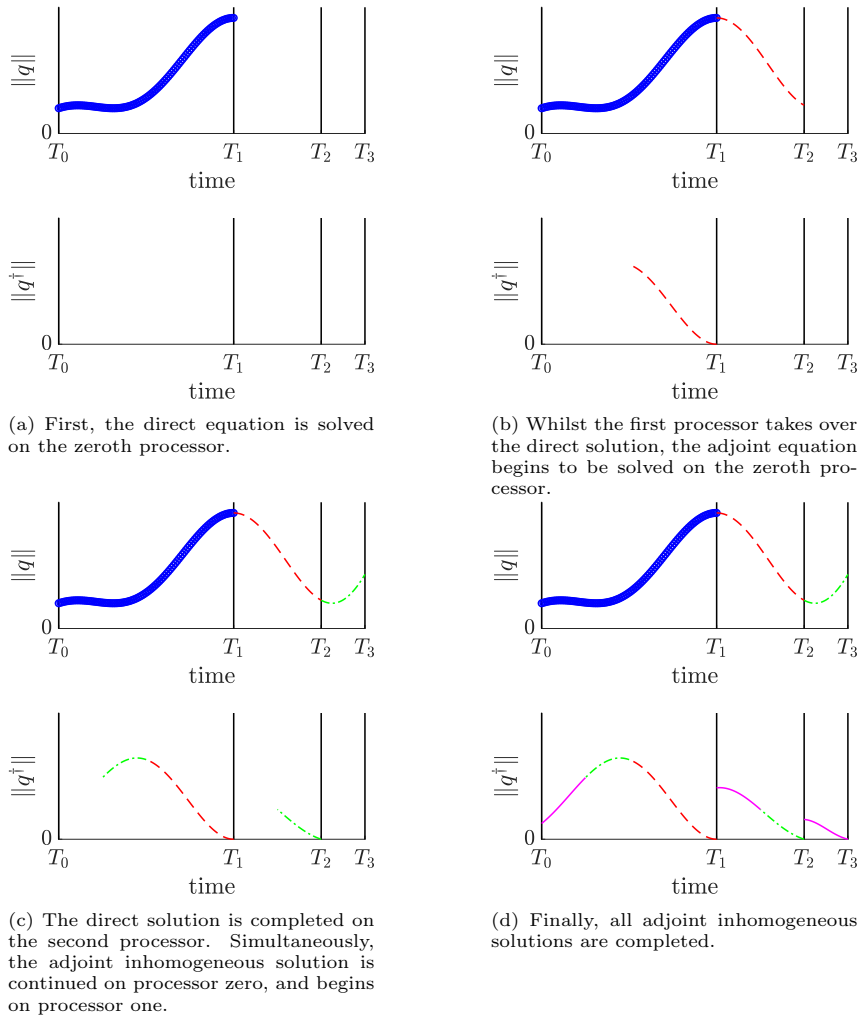 ‖q‖
0
T₀ T₁ T₂ T₃
time
‖q†‖
0
T₀ T₁ T₂ T₃
time
(a) First, the direct equation is solved
on the zeroth processor.
‖q‖
0
T₀ T₁ T₂ T₃
time
‖q†‖
0
T₀ T₁ T₂ T₃
time
(b) Whilst the first processor takes over
the direct solution, the adjoint equation
begins to be solved on the zeroth pro-
cessor.
‖q‖
0
T₀ T₁ T₂ T₃
time
‖q†‖
0
T₀ T₁ T₂ T₃
time
(c) The direct solution is completed on
the second processor. Simultaneously,
the adjoint inhomogeneous solution is
continued on processor zero, and begins
on processor one.
‖q‖
0
T₀ T₁ T₂ T₃
time
‖q†‖
0
T₀ T₁ T₂ T₃
time
(d) Finally, all adjoint inhomogeneous
solutions are completed.